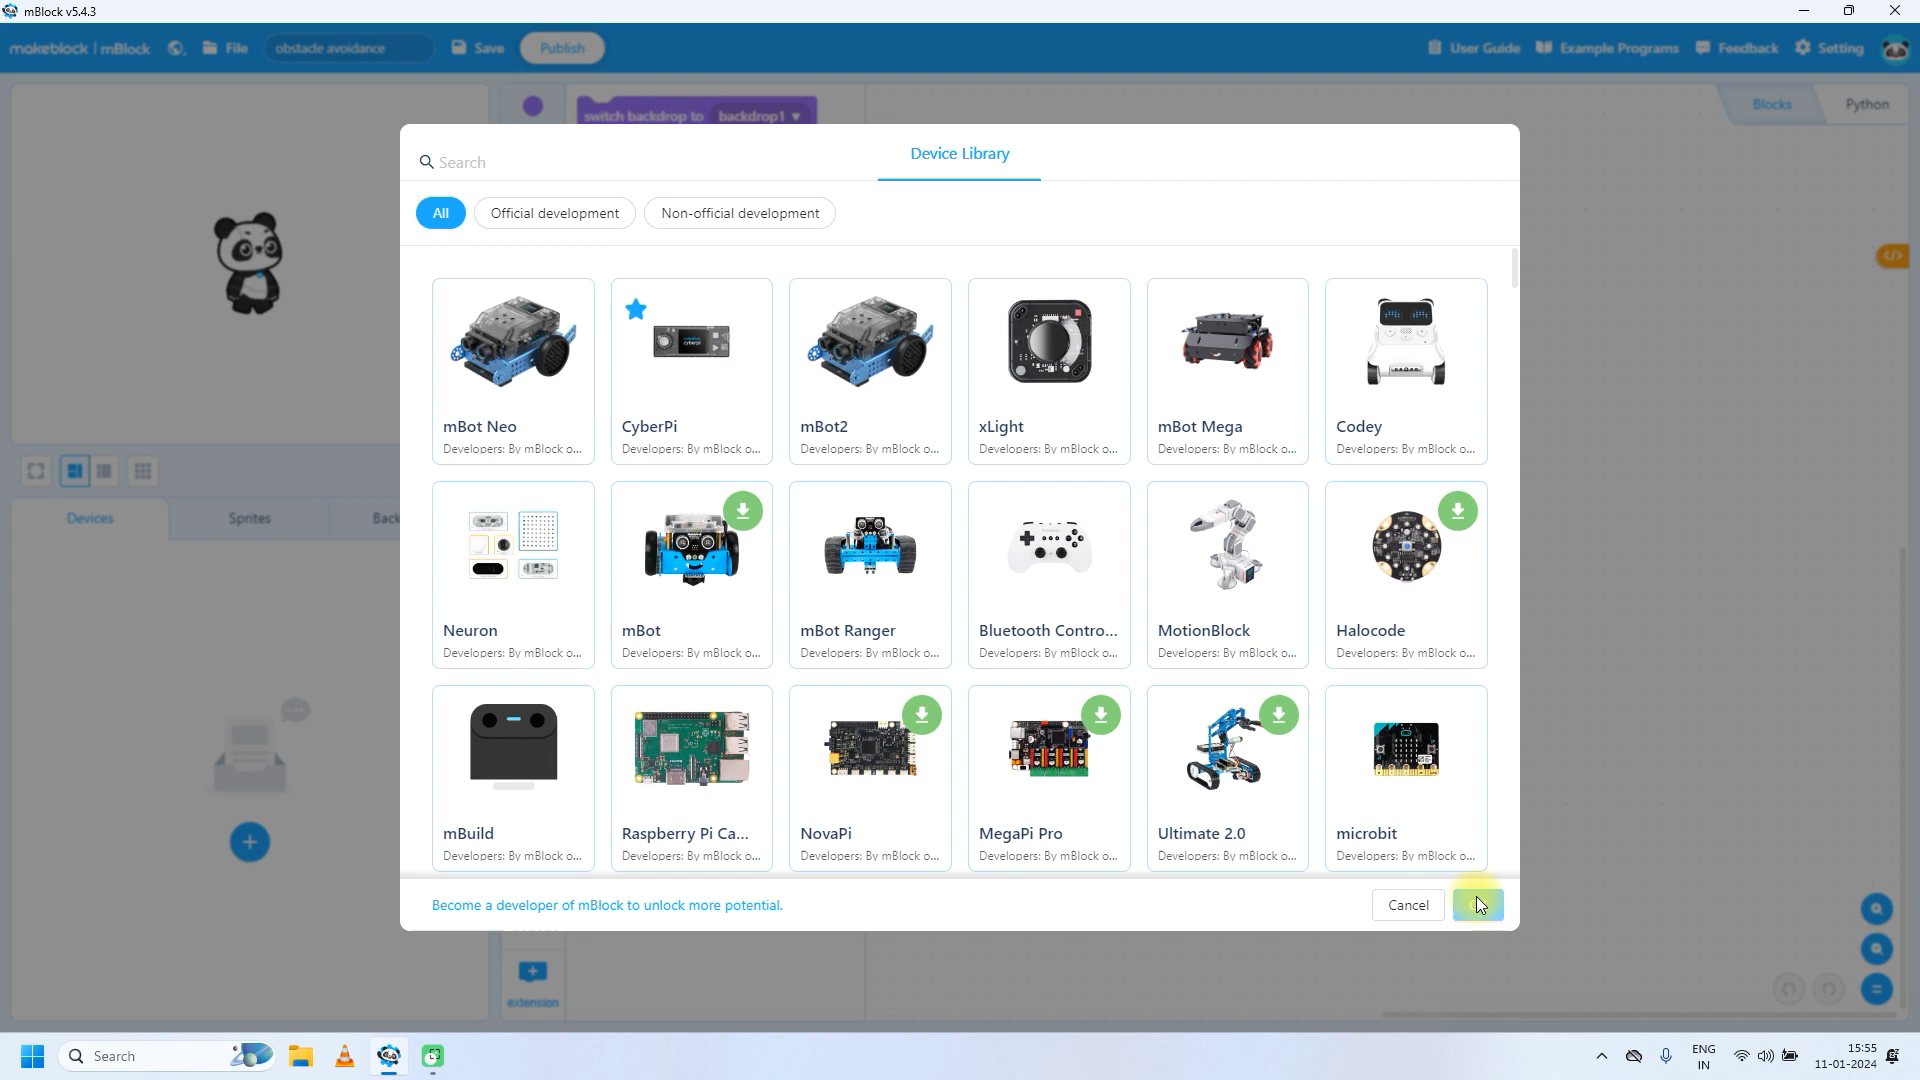 mBlock v5.4.3
makeblock | mBlock
File
obstacle avoidance
Save
Publish
User Guide
Example Programs
Feedback
Setting
switch backdrop to backdrop1
Blocks
Python
Search
Device Library
All
Official development
Non-official development
mBot Neo
Developers: By mBlock o...
CyberPi
Developers: By mBlock o...
mBot2
Developers: By mBlock o...
xLight
Developers: By mBlock o...
mBot Mega
Developers: By mBlock o...
Codey
Developers: By mBlock o...
Devices
Sprites
Back
Neuron
Developers: By mBlock o...
mBot
Developers: By mBlock o...
mBot Ranger
Developers: By mBlock o...
Bluetooth Contro...
Developers: By mBlock o...
MotionBlock
Developers: By mBlock o...
Halocode
Developers: By mBlock o...
mBuild
Developers: By mBlock o...
Raspberry Pi Ca...
Developers: By mBlock o...
NovaPi
Developers: By mBlock o...
MegaPi Pro
Developers: By mBlock o...
Ultimate 2.0
Developers: By mBlock o...
microbit
Developers: By mBlock o...
Become a developer of mBlock to unlock more potential.
Cancel
extension
Search
ENG
IN
15:55
11-01-2024